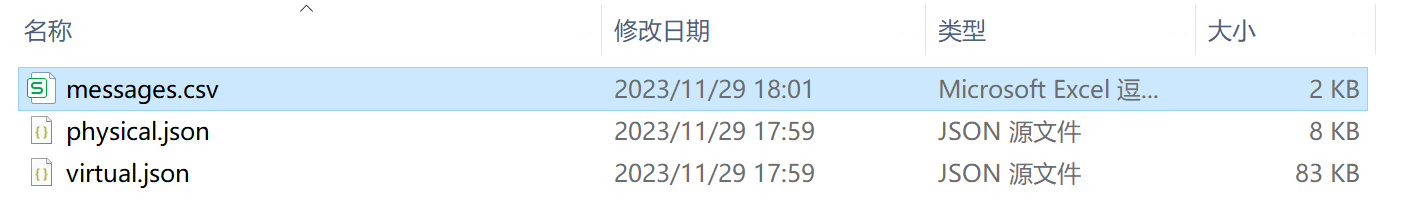 名称 修改日期 类型 大小
messages.csv 2023/11/29 18:01 Microsoft Excel 逗... 2 KB
physical.json 2023/11/29 17:59 JSON 源文件 8 KB
virtual.json 2023/11/29 17:59 JSON 源文件 83 KB